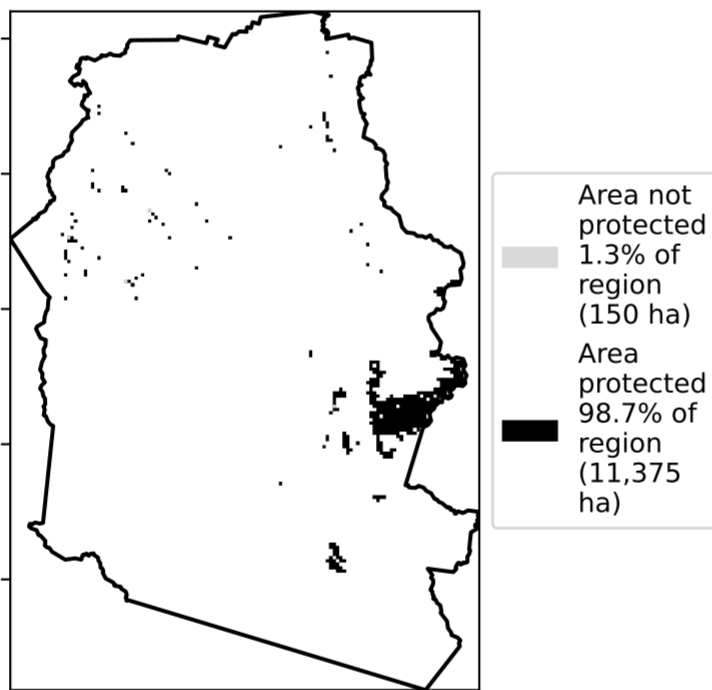 Area not
protected
1.3% of
region
(150 ha)
Area
protected
98.7% of
region
(11,375
ha)